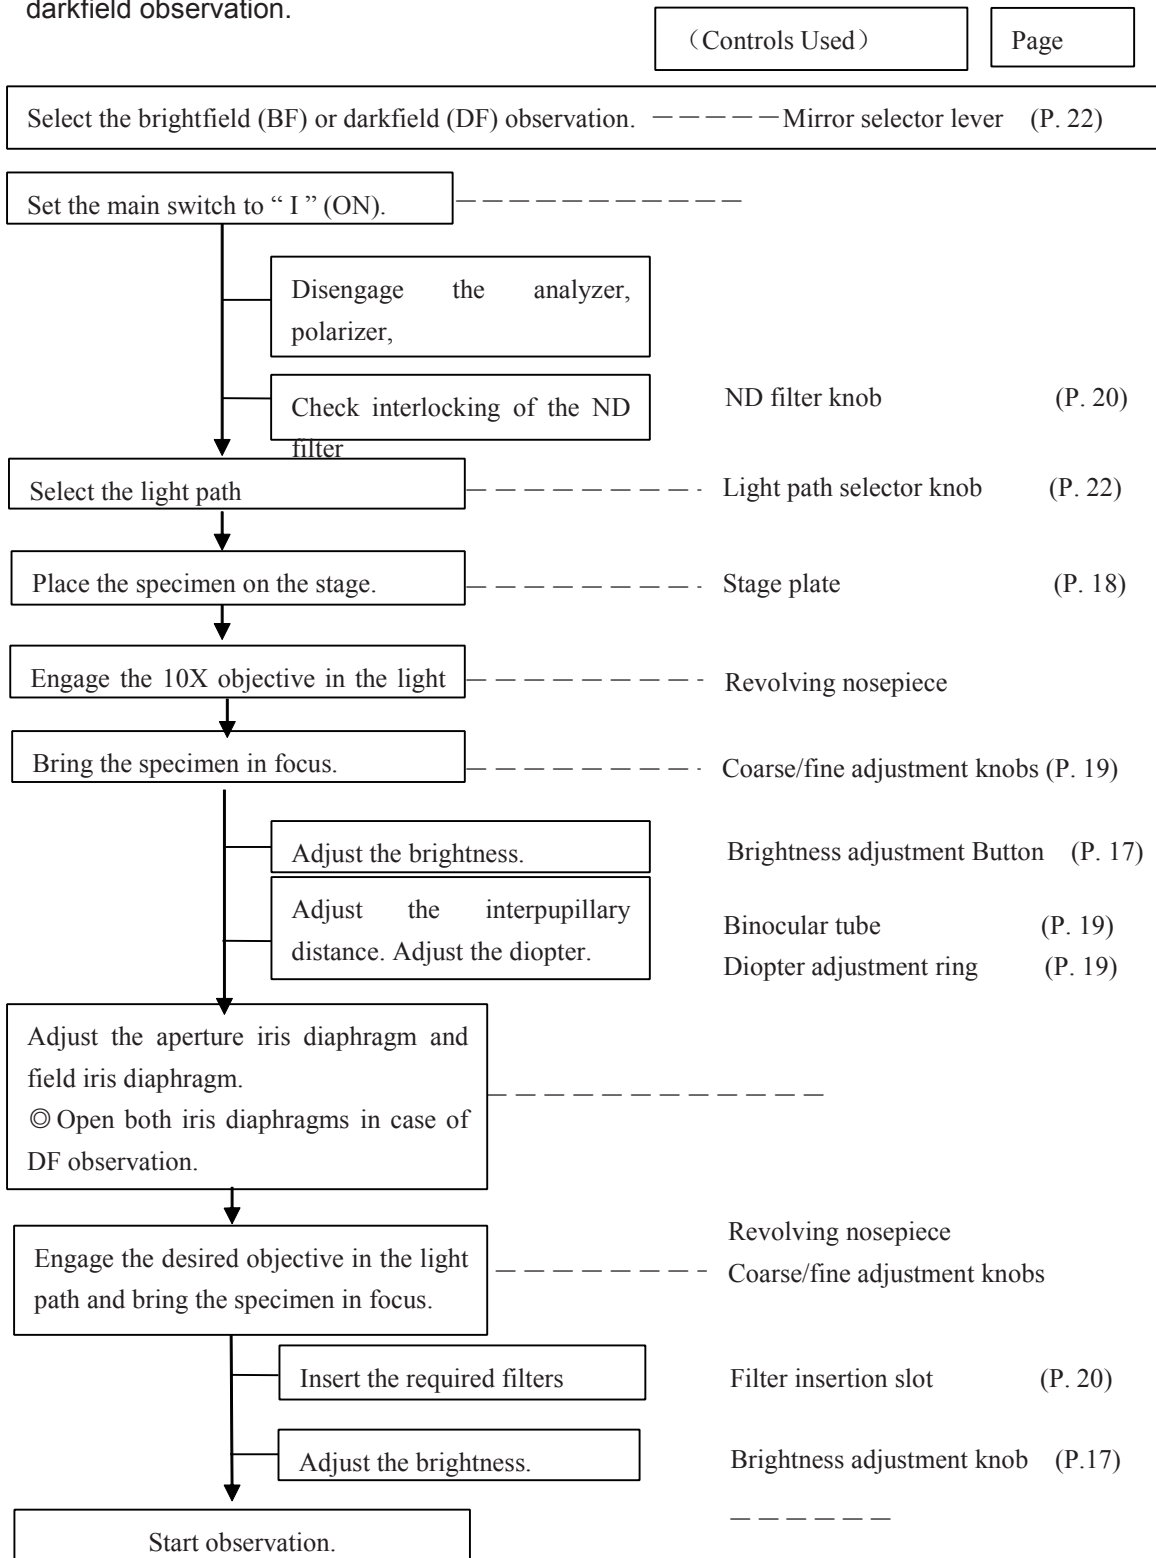 darkfield observation.
（Controls Used） Page
Select the brightfield (BF) or darkfield (DF) observation. Mirror selector lever (P. 22)
Set the main switch to “ I ” (ON).
Disengage the analyzer,
polarizer,
Check interlocking of the ND
filter
ND filter knob (P. 20)
Select the light path
Light path selector knob (P. 22)
Place the specimen on the stage.
Stage plate (P. 18)
Engage the 10X objective in the light
Revolving nosepiece
Bring the specimen in focus.
Coarse/fine adjustment knobs (P. 19)
Adjust the brightness.
Brightness adjustment Button (P. 17)
Adjust the interpupillary
distance. Adjust the diopter.
Binocular tube (P. 19)
Diopter adjustment ring (P. 19)
Adjust the aperture iris diaphragm and
field iris diaphragm.
◎ Open both iris diaphragms in case of
DF observation.
Engage the desired objective in the light
path and bring the specimen in focus.
Revolving nosepiece
Coarse/fine adjustment knobs
Insert the required filters
Filter insertion slot (P. 20)
Adjust the brightness.
Brightness adjustment knob (P.17)
Start observation.